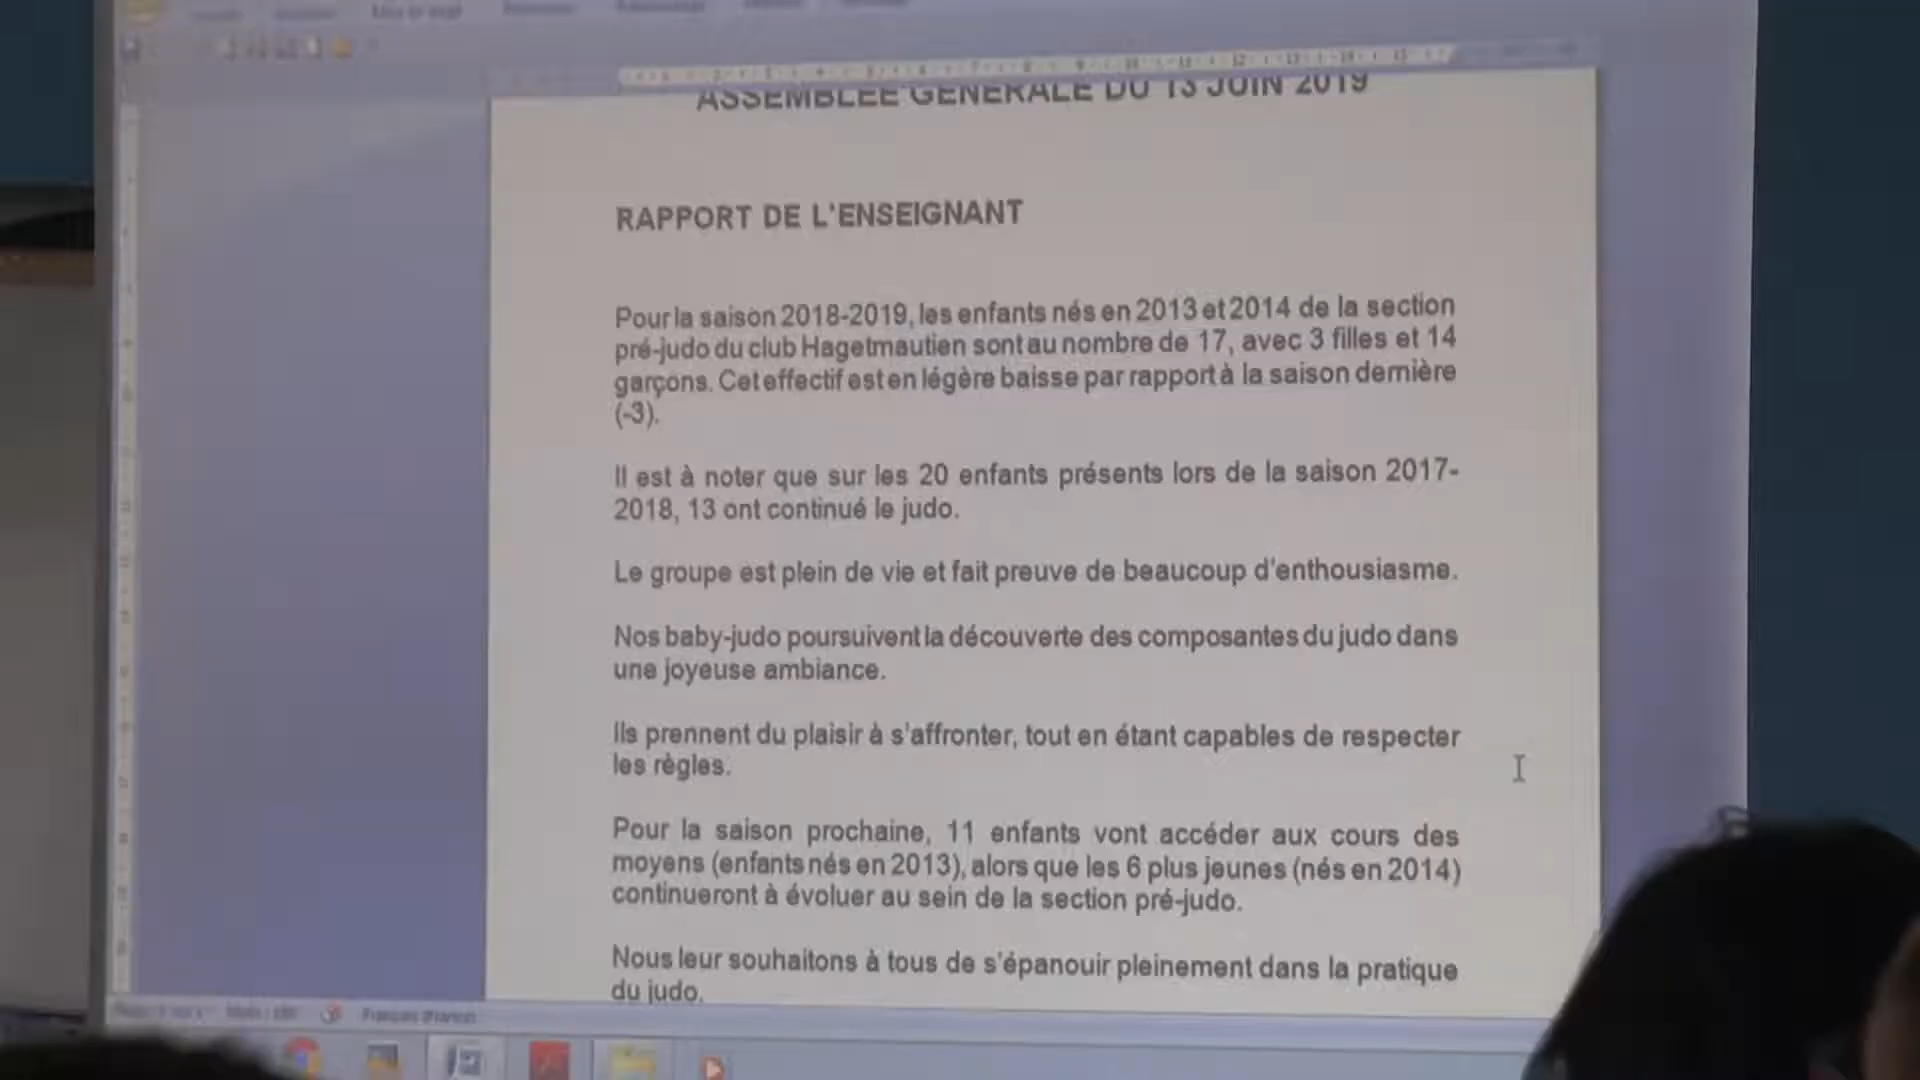 ASSEMBLEE GENERALE DU 13 JUIN 2019
RAPPORT DE L'ENSEIGNANT
Pour la saison 2018-2019, les enfants nés en 2013 et 2014 de la section
pré-judo du club Hagetmautien sont au nombre de 17, avec 3 filles et 14
garçons. Cet effectif est en légère baisse par rapport à la saison dernière
(-3).
Il est à noter que sur les 20 enfants présents lors de la saison 2017-
2018, 13 ont continué le judo.
Le groupe est plein de vie et fait preuve de beaucoup d'enthousiasme.
Nos baby-judo poursuivent la découverte des composantes du judo dans
une joyeuse ambiance.
Ils prennent du plaisir à s'affronter, tout en étant capables de respecter
les règles.
Pour la saison prochaine, 11 enfants vont accéder aux cours des
moyens (enfants nés en 2013), alors que les 6 plus jeunes (nés en 2014)
continueront à évoluer au sein de la section pré-judo.
Nous leur souhaitons à tous de s'épanouir pleinement dans la pratique
du judo.
Français (France)